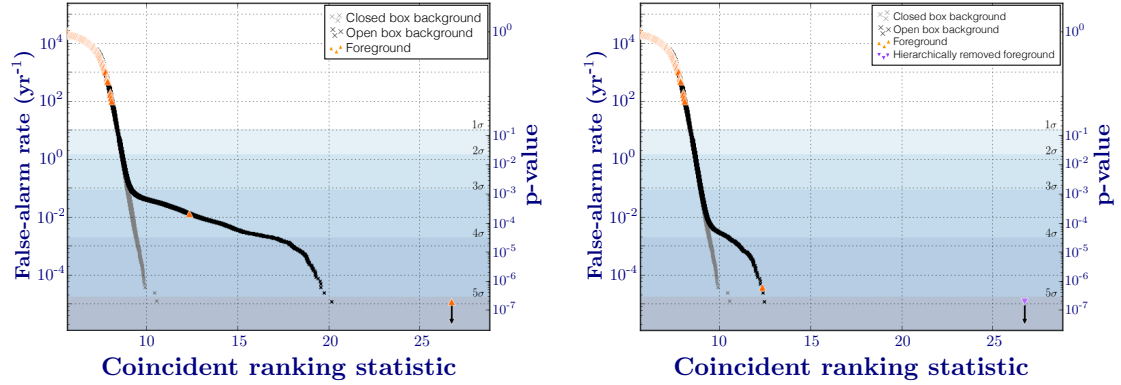 Closed box background
Open box background
Foreground
False-alarm rate (yr⁻¹)
10⁴
10²
10⁰
10⁻²
10⁻⁴
10⁰
10⁻¹
10⁻²
10⁻³
10⁻⁴
10⁻⁵
10⁻⁶
10⁻⁷
1σ
2σ
3σ
4σ
5σ
p-value
10 15 20 25
Coincident ranking statistic
Closed box background
Open box background
Foreground
Hierarchically removed foreground
False-alarm rate (yr⁻¹)
10⁴
10²
10⁰
10⁻²
10⁻⁴
10⁰
10⁻¹
10⁻²
10⁻³
10⁻⁴
10⁻⁵
10⁻⁶
10⁻⁷
1σ
2σ
3σ
4σ
5σ
p-value
10 15 20 25
Coincident ranking statistic